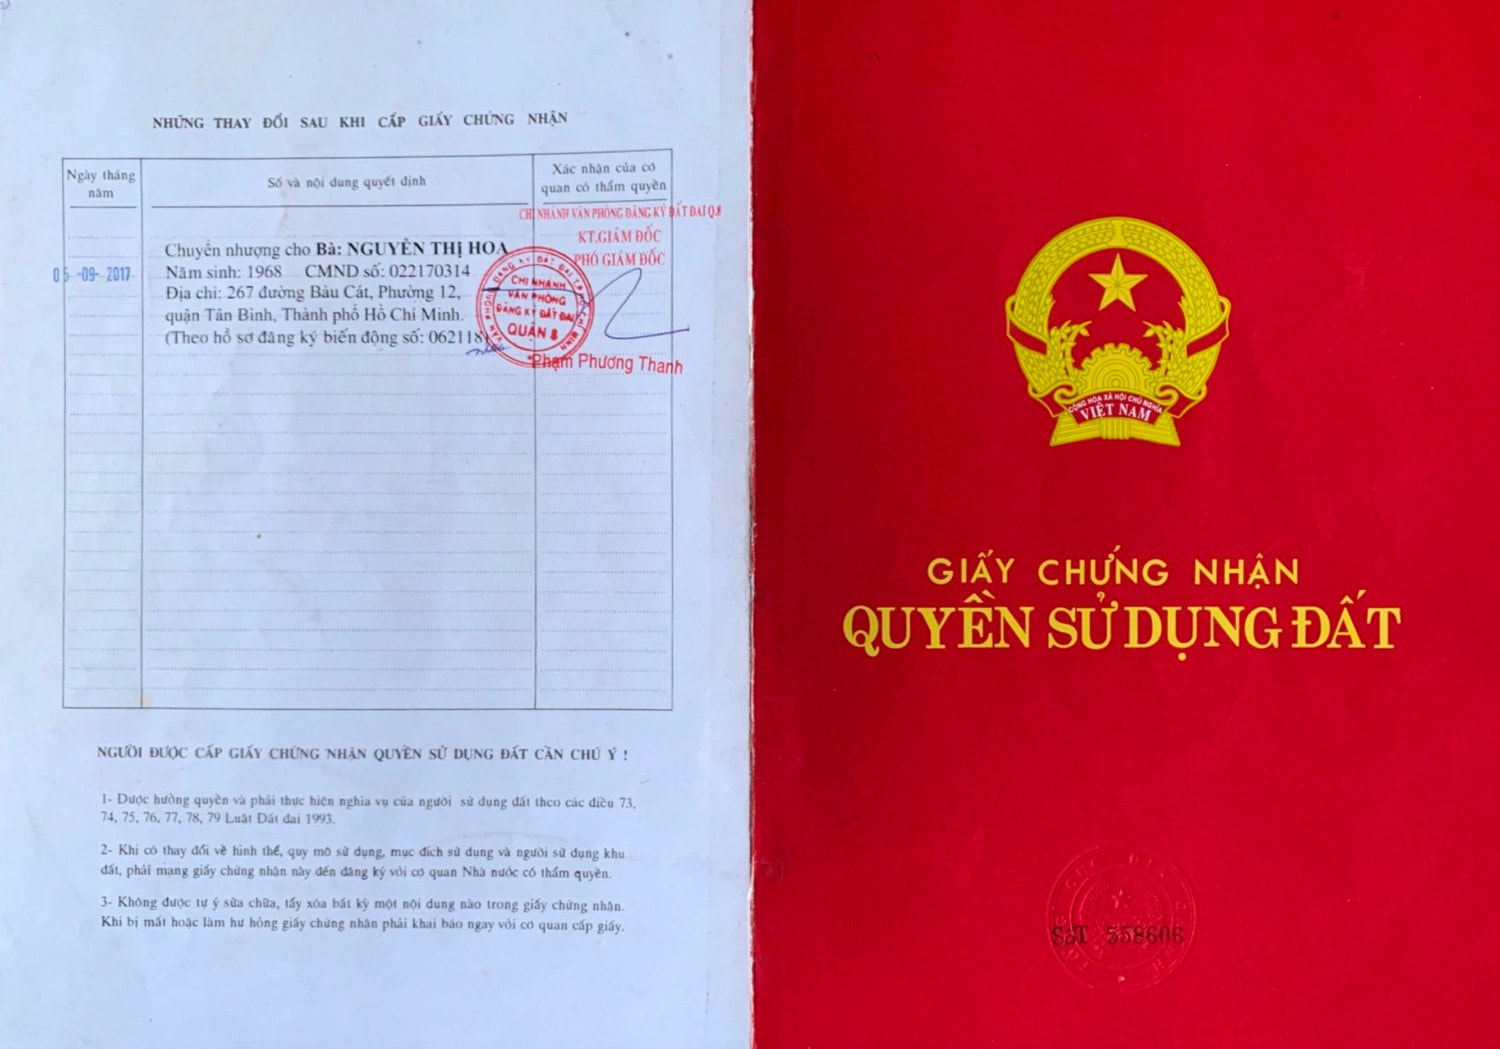 NHỮNG THAY ĐỔI SAU KHI CẤP GIẤY CHỨNG NHẬN
Ngày tháng năm
Số và nội dung quyết định
Xác nhận của cơ quan có thẩm quyền
CHI NHÁNH VĂN PHÒNG ĐĂNG KÝ ĐẤT ĐAI Q.8
KT.GIÁM ĐỐC
PHÓ GIÁM ĐỐC
05 -09- 2017
Chuyển nhượng cho Bà: NGUYỄN THỊ HOA
Năm sinh: 1968 CMND số: 022170314
Địa chỉ: 267 đường Bàu Cát, Phường 12,
quận Tân Bình, Thành phố Hồ Chí Minh.
(Theo hồ sơ đăng ký biến động số: 062118)
CHI NHÁNH
VĂN PHÒNG
ĐĂNG KÝ ĐẤT ĐAI
QUẬN 8
VĂN PHÒNG ĐĂNG KÝ ĐẤT ĐAI TP HỒ CHÍ MINH
Phạm Phương Thanh
NGƯỜI ĐƯỢC CẤP GIẤY CHỨNG NHẬN QUYỀN SỬ DỤNG ĐẤT CẦN CHÚ Ý !
1- Được hưởng quyền và phải thực hiện nghĩa vụ của người sử dụng đất theo các điều 73,
74, 75, 76, 77, 78, 79 Luật Đất đai 1993.
2- Khi có thay đổi về hình thể, quy mô sử dụng, mục đích sử dụng và người sử dụng khu
đất, phải mang giấy chứng nhận này đến đăng ký với cơ quan Nhà nước có thẩm quyền.
3- Không được tự ý sửa chữa, tẩy xóa bất kỳ một nội dung nào trong giấy chứng nhận.
Khi bị mất hoặc làm hư hỏng giấy chứng nhận phải khai báo ngay với cơ quan cấp giấy.
CỘNG HÒA XÃ HỘI CHỦ NGHĨA
VIỆT NAM
GIẤY CHỨNG NHẬN
QUYỀN SỬ DỤNG ĐẤT
Số T 558606